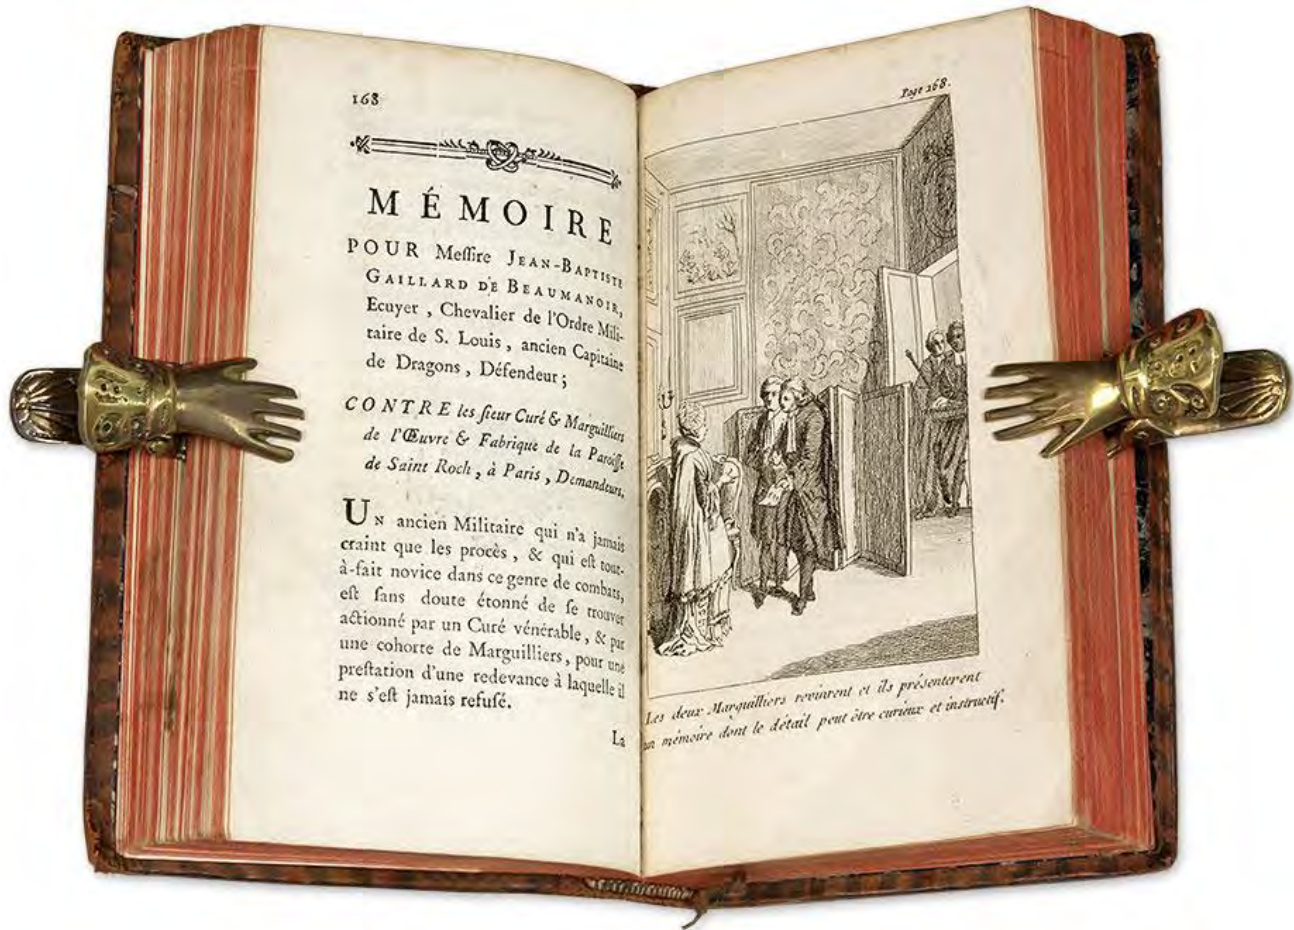 168
MÉMOIRE
POUR Meſſire JEAN-BAPTISTE
GAILLARD DE BEAUMANOIR,
Ecuyer , Chevalier de l'Ordre Mili-
taire de S. Louis , ancien Capitaine
de Dragons , Défendeur ;
CONTRE les ſieur Curé & Marguilliers
de l'Œuvre & Fabrique de la Paroiſſe
de Saint Roch, à Paris , Demandeurs.
UN ancien Militaire qui n'a jamais
craint que les procès , & qui eſt tout-
à-fait novice dans ce genre de combats,
eſt ſans doute étonné de ſe trouver
actionné par un Curé vénérable , & par
une cohorte de Marguilliers, pour une
preſtation d'une redevance à laquelle il
ne s'eſt jamais refuſé.
La
Page 168.
Les deux Marguilliers revinrent et ils présenterent
un mémoire dont le détail peut être curieux et instructif.